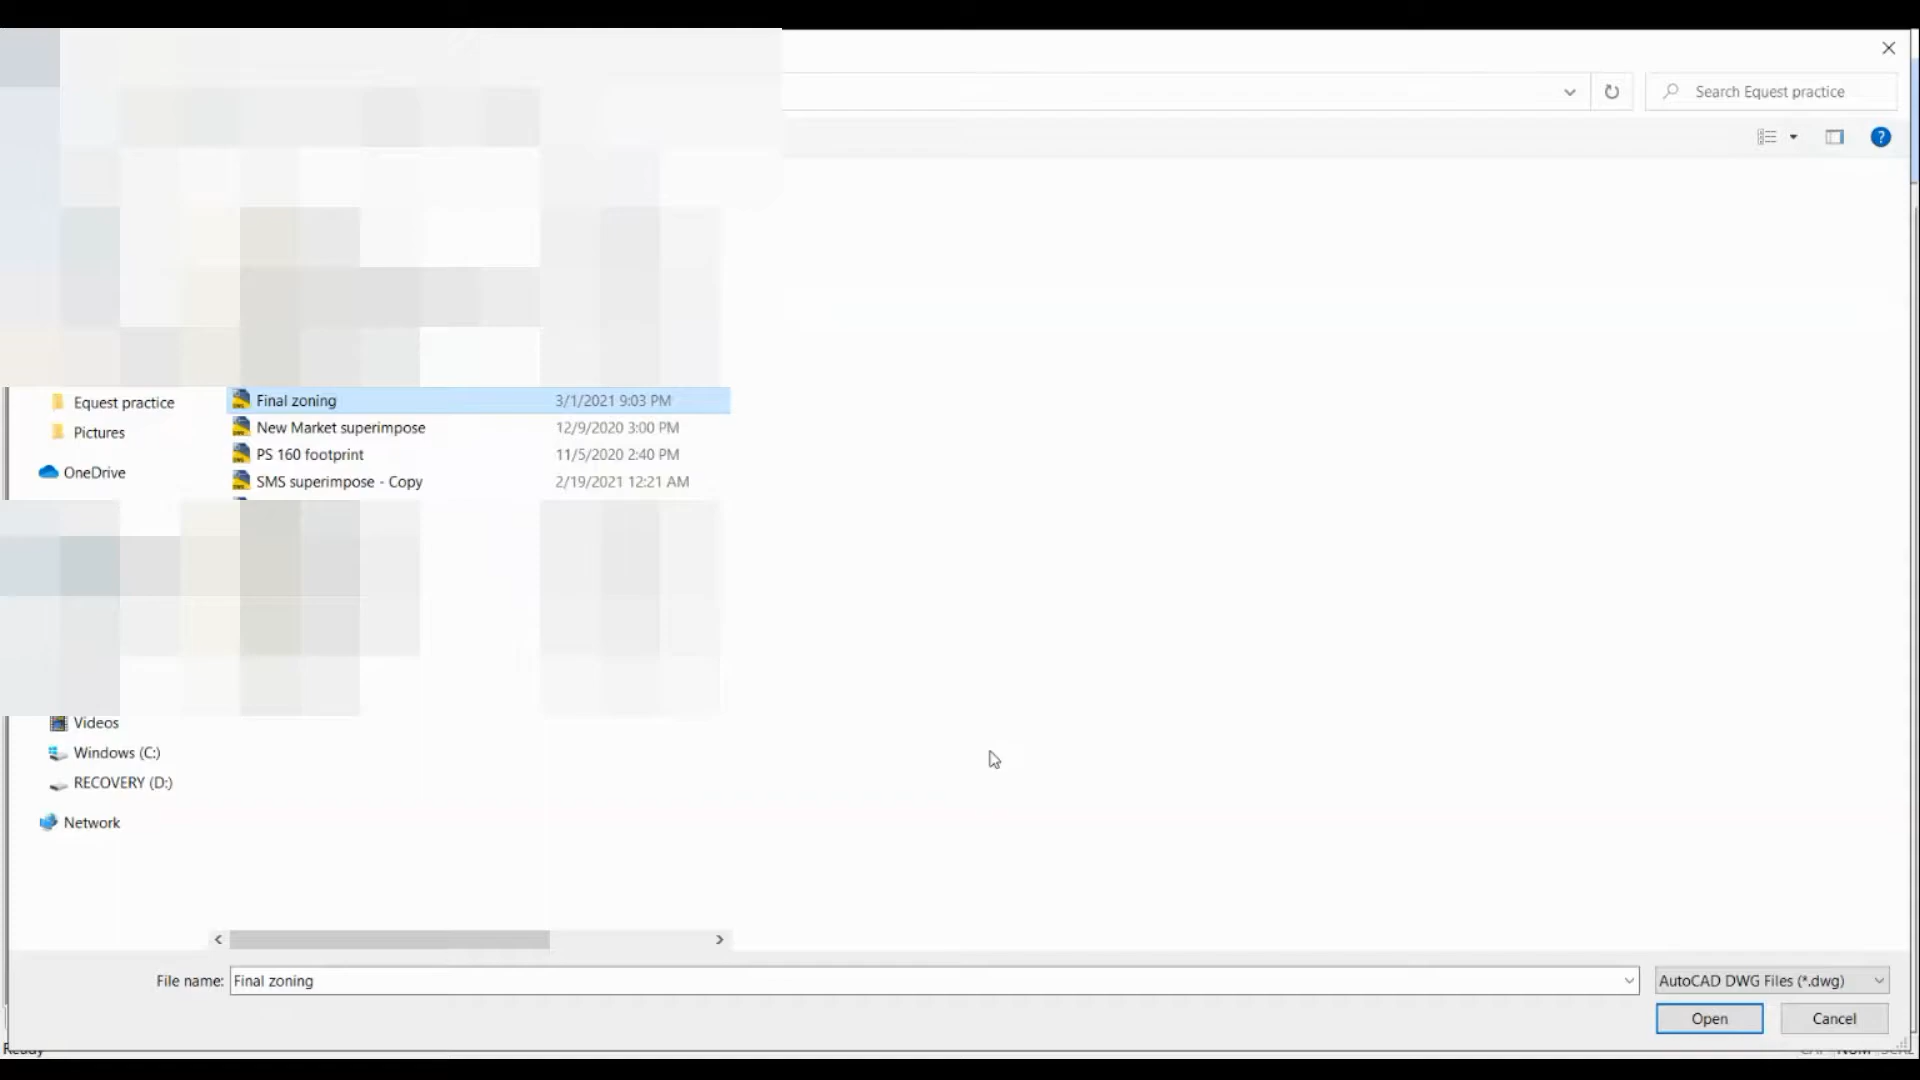 Search Equest practice
Equest practice
Final zoning 3/1/2021 9:03 PM
Pictures
New Market superimpose 12/9/2020 3:00 PM
PS 160 footprint 11/5/2020 2:40 PM
OneDrive
SMS superimpose - Copy 2/19/2021 12:21 AM
Videos
Windows (C:)
RECOVERY (D:)
Network
File name: Final zoning AutoCAD DWG Files (*.dwg)
Open Cancel